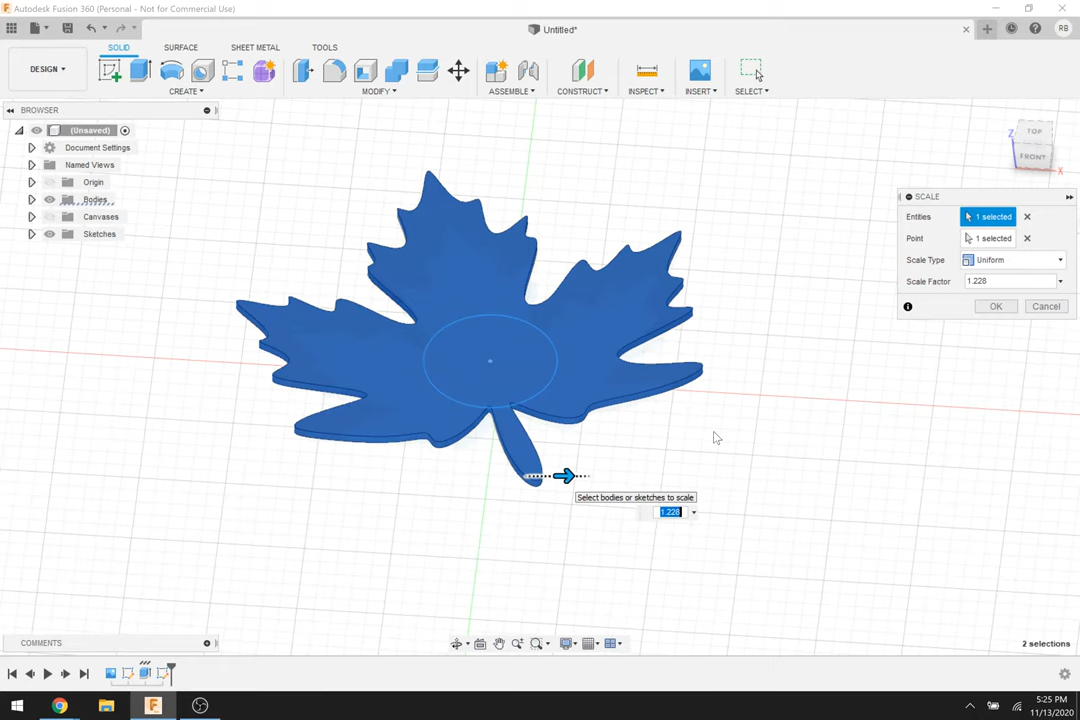 Autodesk Fusion 360 (Personal - Not for Commercial Use)
Untitled*
RB
SOLID SURFACE SHEET METAL TOOLS
DESIGN
CREATE MODIFY ASSEMBLE CONSTRUCT INSPECT INSERT SELECT
BROWSER
(Unsaved)
Document Settings
Named Views
Origin
Bodies
Canvases
Sketches
TOP
FRONT
Z
X
SCALE
Entities 1 selected
Point 1 selected
Scale Type Uniform
Scale Factor 1.228
OK Cancel
Select bodies or sketches to scale
1.228
COMMENTS
2 selections
5:25 PM
11/13/2020